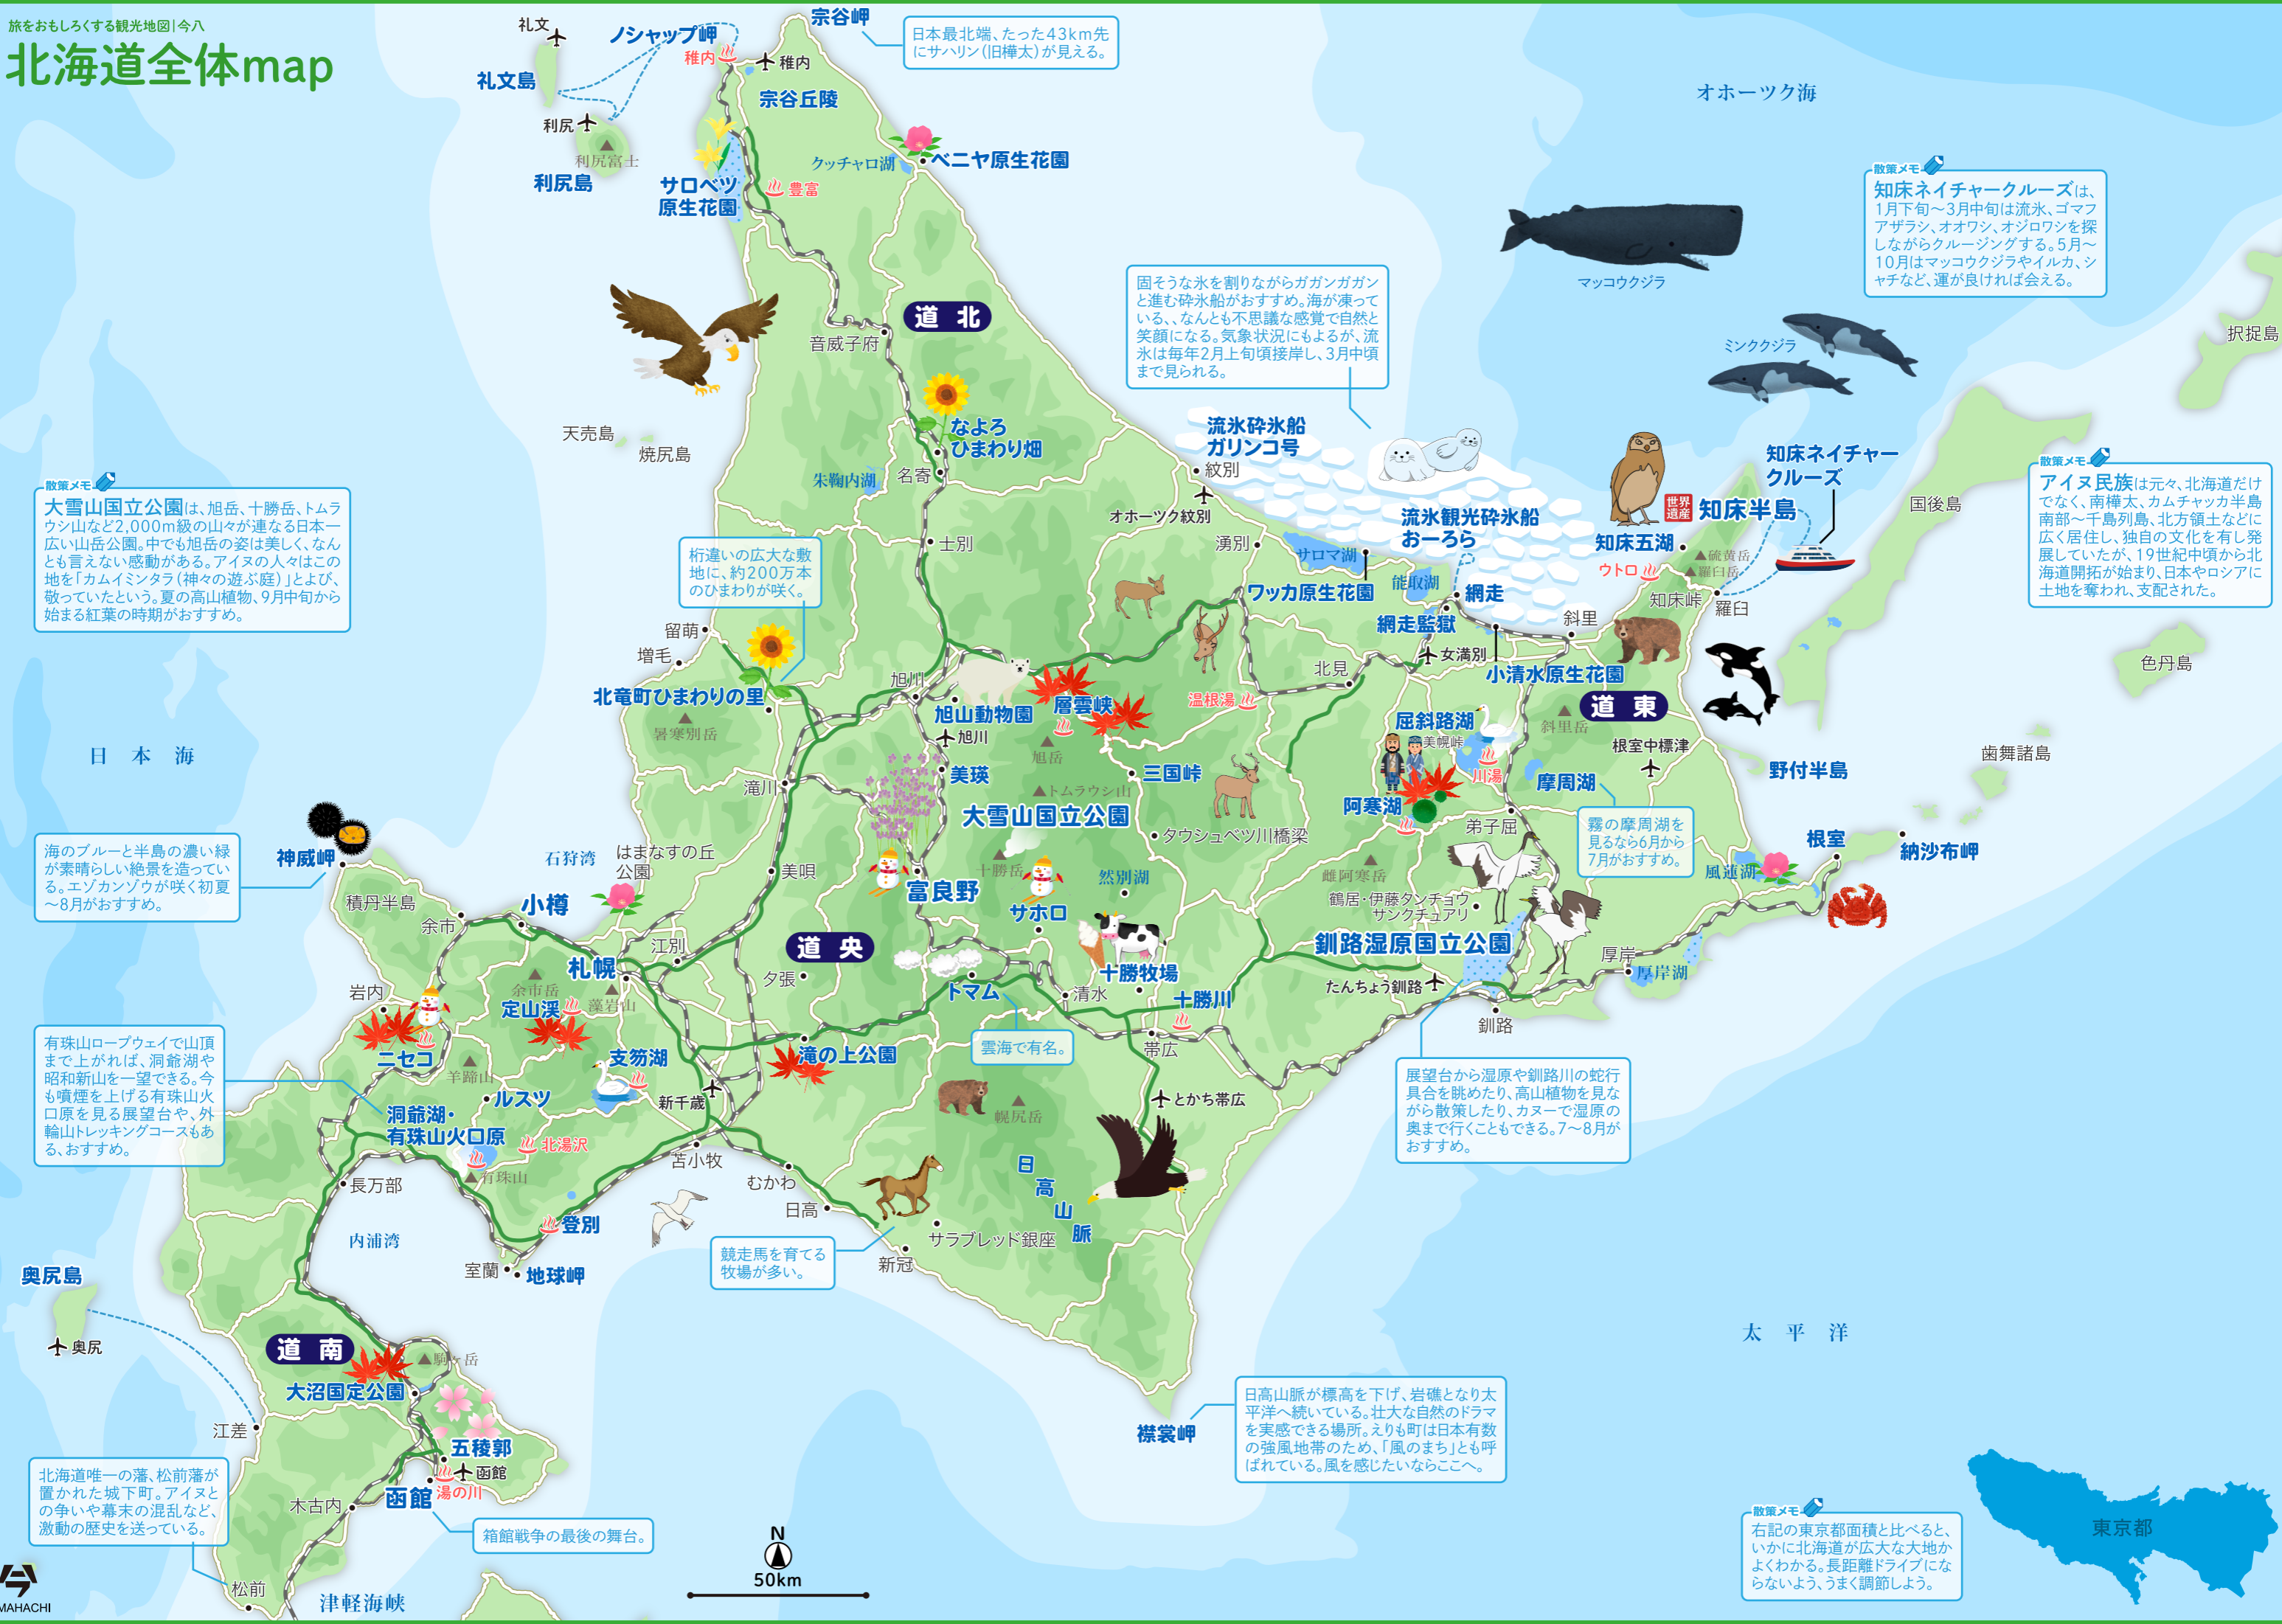 旅をおもしろくする観光地図|今八
北海道全体map
礼文
礼文島
利尻
利尻富士
利尻島
ノシャップ岬
稚内
稚内
宗谷岬
日本最北端、たった43km先
にサハリン(旧樺太)が見える。
宗谷丘陵
クッチャロ湖
ベニヤ原生花園
サロベツ
原生花園
豊富
オホーツク海
散策メモ
知床ネイチャークルーズは、
1月下旬〜3月中旬は流氷、ゴマフ
アザラシ、オオワシ、オジロワシを探
しながらクルージングする。5月〜
10月はマッコウクジラやイルカ、シ
ャチなど、運が良ければ会える。
マッコウクジラ
ミンククジラ
択捉島
固そうな氷を割りながらガガンガガン
と進む砕氷船がおすすめ。海が凍って
いる、、なんとも不思議な感覚で自然と
笑顔になる。気象状況にもよるが、流
氷は毎年2月上旬頃接岸し、3月中頃
まで見られる。
道 北
音威子府
なよろ
ひまわり畑
名寄
朱鞠内湖
天売島
焼尻島
士別
流氷砕氷船
ガリンコ号
紋別
オホーツク紋別
湧別
サロマ湖
ワッカ原生花園
能取湖
流氷観光砕氷船
おーろら
網走
網走監獄
女満別
小清水原生花園
斜里
知床ネイチャー
クルーズ
世界
遺産
知床半島
知床五湖
硫黄岳
羅臼岳
ウトロ
知床峠
羅臼
国後島
散策メモ
アイヌ民族は元々、北海道だけ
でなく、南樺太、カムチャッカ半島
南部〜千島列島、北方領土などに
広く居住し、独自の文化を有し発
展していたが、19世紀中頃から北
海道開拓が始まり、日本やロシアに
土地を奪われ、支配された。
色丹島
歯舞諸島
散策メモ
大雪山国立公園は、旭岳、十勝岳、トムラ
ウシ山など2,000m級の山々が連なる日本一
広い山岳公園。中でも旭岳の姿は美しく、なん
とも言えない感動がある。アイヌの人々はこの
地を「カムイミンタラ(神々の遊ぶ庭)」とよび、
敬っていたという。夏の高山植物、9月中旬から
始まる紅葉の時期がおすすめ。
桁違いの広大な敷
地に、約200万本
のひまわりが咲く。
留萌
増毛
北竜町ひまわりの里
暑寒別岳
旭川
旭山動物園
旭川
層雲峡
旭岳
温根湯
北見
道 東
斜里岳
屈斜路湖
美幌峠
川湯
根室中標津
野付半島
摩周湖
霧の摩周湖を
見るなら6月から
7月がおすすめ。
日 本 海
滝川
美瑛
三国峠
トムラウシ山
大雪山国立公園
タウシュベツ川橋梁
阿寒湖
弟子屈
雌阿寒岳
鶴居・伊藤タンチョウ
サンクチュアリ
根室
納沙布岬
風蓮湖
海のブルーと半島の濃い緑
が素晴らしい絶景を造ってい
る。エゾカンゾウが咲く初夏
〜8月がおすすめ。
神威岬
積丹半島
石狩湾
はまなすの丘
公園
美唄
富良野
十勝岳
サホロ
然別湖
小樽
余市
江別
道 央
札幌
夕張
余市岳
定山渓
藻岩山
岩内
トマム
清水
十勝牧場
十勝川
帯広
釧路湿原国立公園
たんちょう釧路
釧路
厚岸
厚岸湖
雲海で有名。
有珠山ロープウェイで山頂
まで上がれば、洞爺湖や
昭和新山を一望できる。今
も噴煙を上げる有珠山火
口原を見る展望台や、外
輪山トレッキングコースもあ
る、おすすめ。
ニセコ
羊蹄山
ルスツ
支笏湖
新千歳
滝の上公園
洞爺湖・
有珠山火口原
北湯沢
有珠山
苫小牧
むかわ
日高
幌尻岳
とかち帯広
展望台から湿原や釧路川の蛇行
具合を眺めたり、高山植物を見な
がら散策したり、カヌーで湿原の
奥まで行くこともできる。7〜8月が
おすすめ。
日
高
山
脈
長万部
内浦湾
登別
室蘭
地球岬
競走馬を育てる
牧場が多い。
サラブレッド銀座
新冠
奥尻島
奥尻
道 南
駒ヶ岳
大沼国定公園
江差
五稜郭
函館
函館
湯の川
木古内
北海道唯一の藩、松前藩が
置かれた城下町。アイヌと
の争いや幕末の混乱など、
激動の歴史を送っている。
箱館戦争の最後の舞台。
松前
津軽海峡
MAHACHI
N
50km
襟裳岬
日高山脈が標高を下げ、岩礁となり太
平洋へ続いている。壮大な自然のドラマ
を実感できる場所。えりも町は日本有数
の強風地帯のため、「風のまち」とも呼
ばれている。風を感じたいならここへ。
太 平 洋
散策メモ
右記の東京都面積と比べると、
いかに北海道が広大な大地か
よくわかる。長距離ドライブにな
らないよう、うまく調節しよう。
東京都